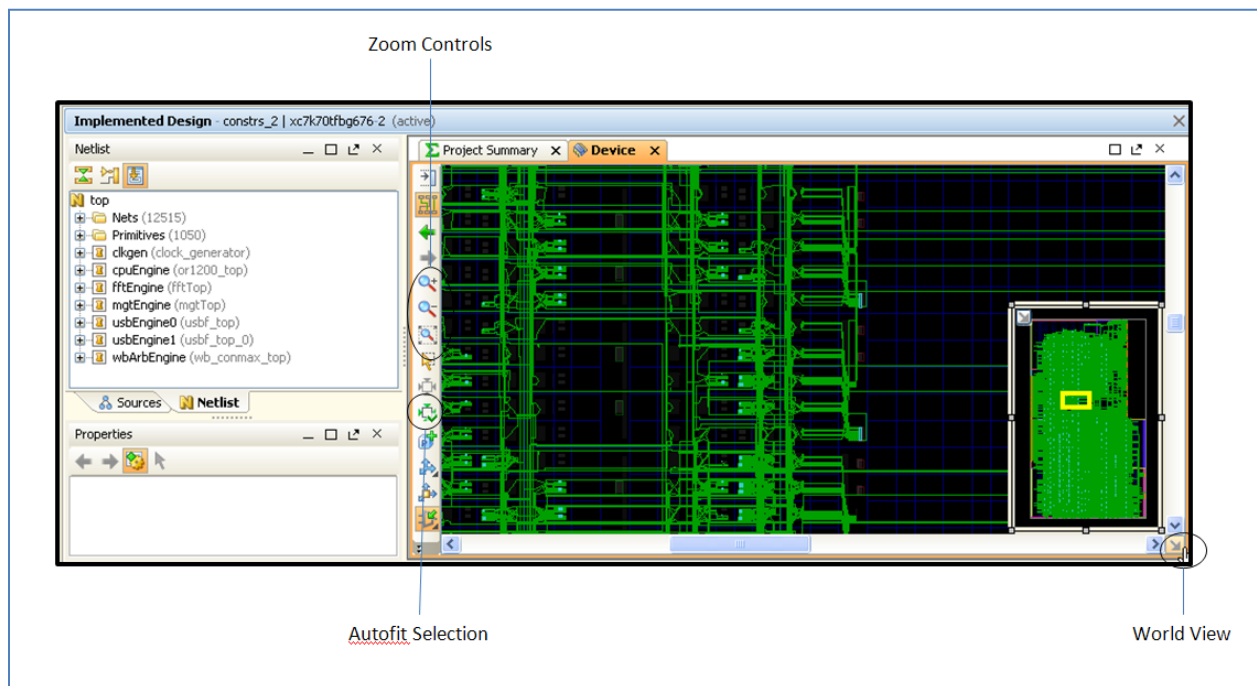 Zoom Controls
Implemented Design - constrs_2 | xc7k70tfbg676-2 (active)
Netlist
top
Nets (12515)
Primitives (1050)
clkgen (clock_generator)
cpuEngine (or1200_top)
fftEngine (fftTop)
mgtEngine (mgtTop)
usbEngine0 (usbf_top)
usbEngine1 (usbf_top_0)
wbArbEngine (wb_conmax_top)
Sources Netlist
Properties
Project Summary Device
Autofit Selection
World View